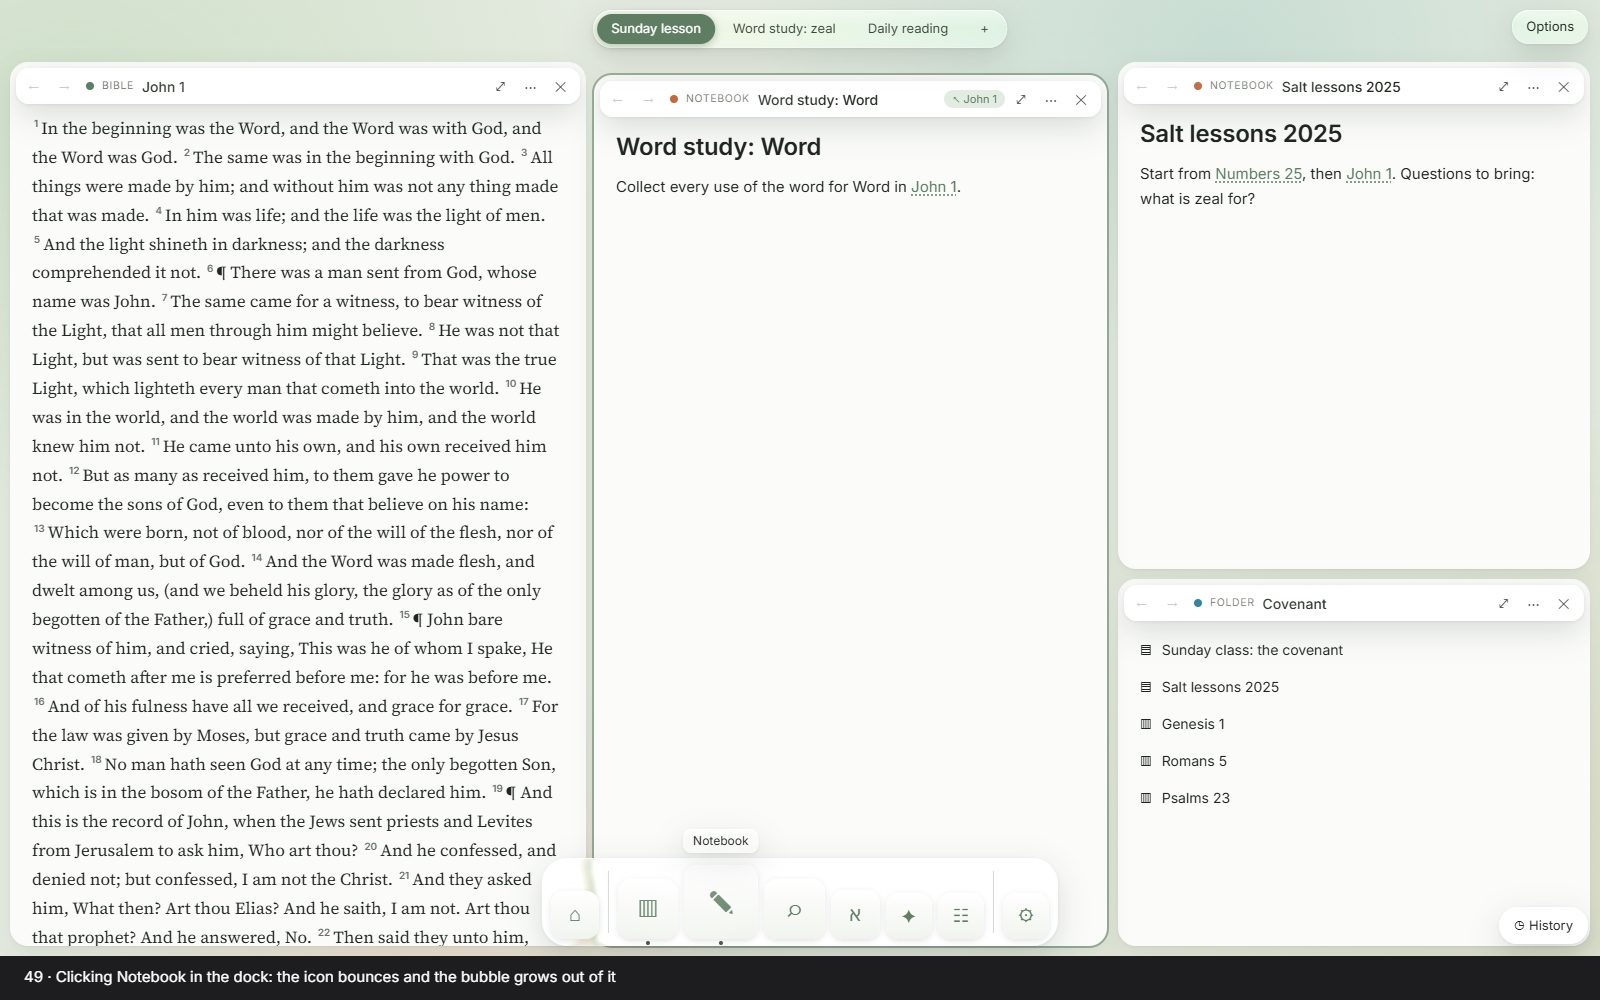 Sunday lesson
Word study: zeal
Daily reading
+
Options
BIBLE John 1
1 In the beginning was the Word, and the Word was with God, and
the Word was God. 2 The same was in the beginning with God. 3 All
things were made by him; and without him was not any thing made
that was made. 4 In him was life; and the life was the light of men.
5 And the light shineth in darkness; and the darkness
comprehended it not. 6 ¶ There was a man sent from God, whose
name was John. 7 The same came for a witness, to bear witness of
the Light, that all men through him might believe. 8 He was not that
Light, but was sent to bear witness of that Light. 9 That was the true
Light, which lighteth every man that cometh into the world. 10 He
was in the world, and the world was made by him, and the world
knew him not. 11 He came unto his own, and his own received him
not. 12 But as many as received him, to them gave he power to
become the sons of God, even to them that believe on his name:
13 Which were born, not of blood, nor of the will of the flesh, nor of
the will of man, but of God. 14 And the Word was made flesh, and
dwelt among us, (and we beheld his glory, the glory as of the only
begotten of the Father,) full of grace and truth. 15 ¶ John bare
witness of him, and cried, saying, This was he of whom I spake, He
that cometh after me is preferred before me: for he was before me.
16 And of his fulness have all we received, and grace for grace. 17 For
the law was given by Moses, but grace and truth came by Jesus
Christ. 18 No man hath seen God at any time; the only begotten Son,
which is in the bosom of the Father, he hath declared him. 19 ¶ And
this is the record of John, when the Jews sent priests and Levites
from Jerusalem to ask him, Who art thou? 20 And he confessed, and
denied not; but confessed, I am not the Christ. 21 And they asked
him, What then? Art thou Elias? And he saith, I am not. Art thou
that prophet? And he answered, No. 22 Then said they unto him,
NOTEBOOK Word study: Word
↖ John 1
Word study: Word
Collect every use of the word for Word in John 1.
NOTEBOOK Salt lessons 2025
Salt lessons 2025
Start from Numbers 25, then John 1. Questions to bring:
what is zeal for?
FOLDER Covenant
Sunday class: the covenant
Salt lessons 2025
Genesis 1
Romans 5
Psalms 23
Notebook
א
History
49 · Clicking Notebook in the dock: the icon bounces and the bubble grows out of it